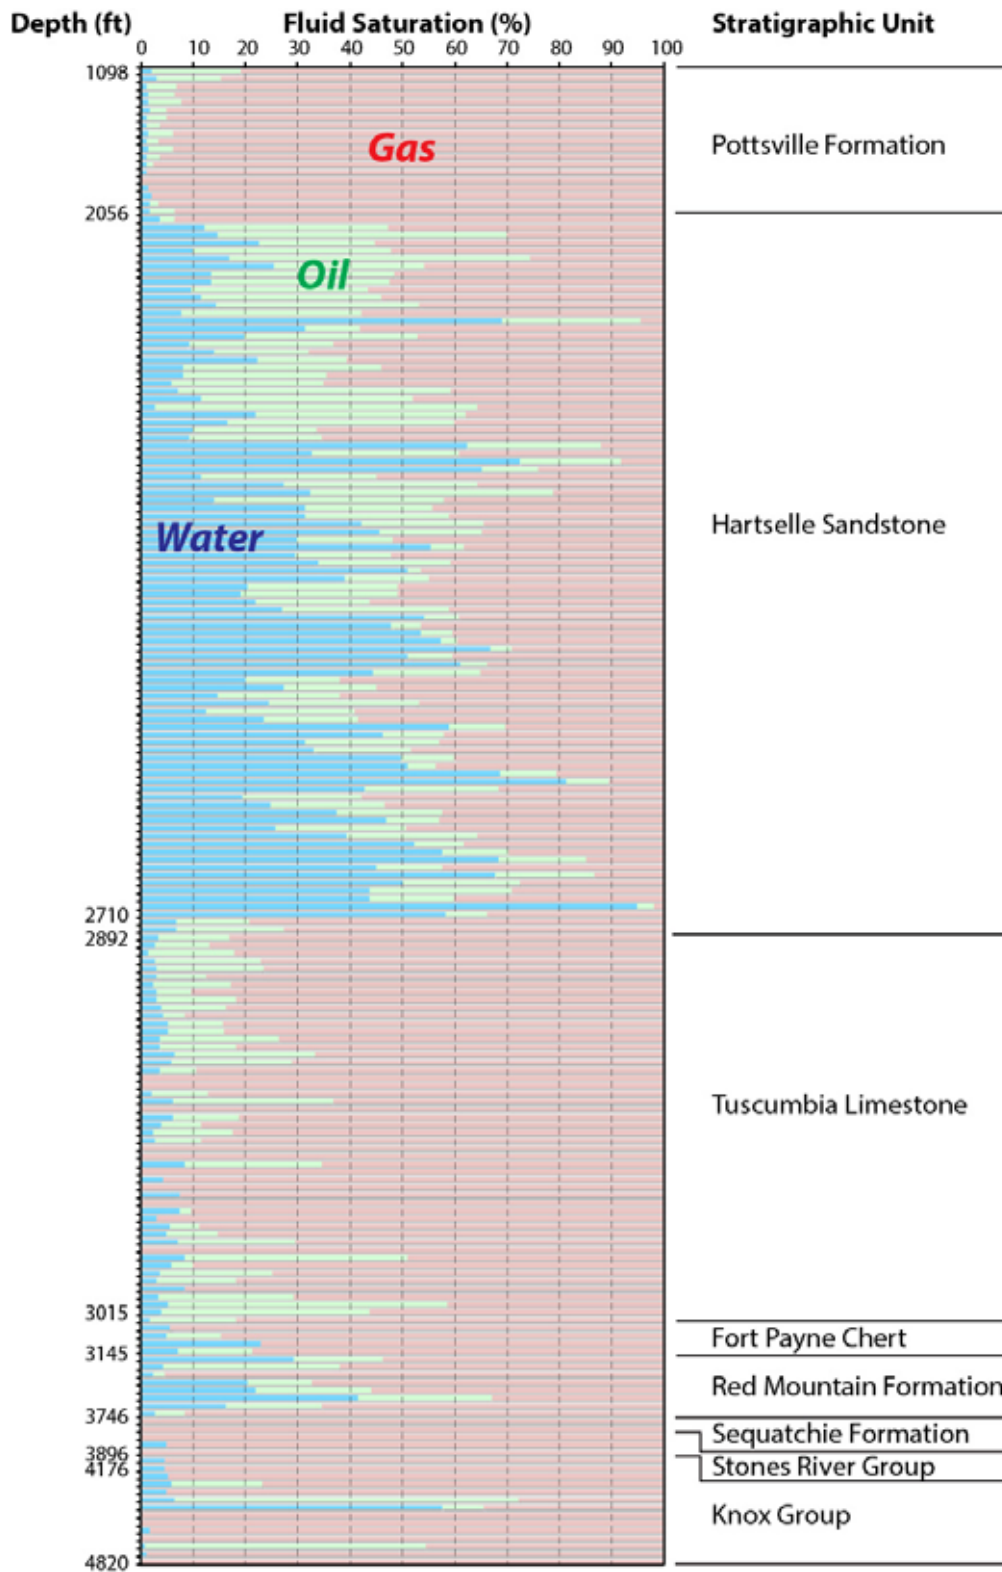 Depth (ft) Fluid Saturation (%) Stratigraphic Unit
0 10 20 30 40 50 60 70 80 90 100
1098
Gas
Pottsville Formation
2056
Oil
Water
Hartselle Sandstone
2710
2892
Tuscumbia Limestone
3015
Fort Payne Chert
3145
Red Mountain Formation
3746
Sequatchie Formation
3896
4176
Stones River Group
Knox Group
4820